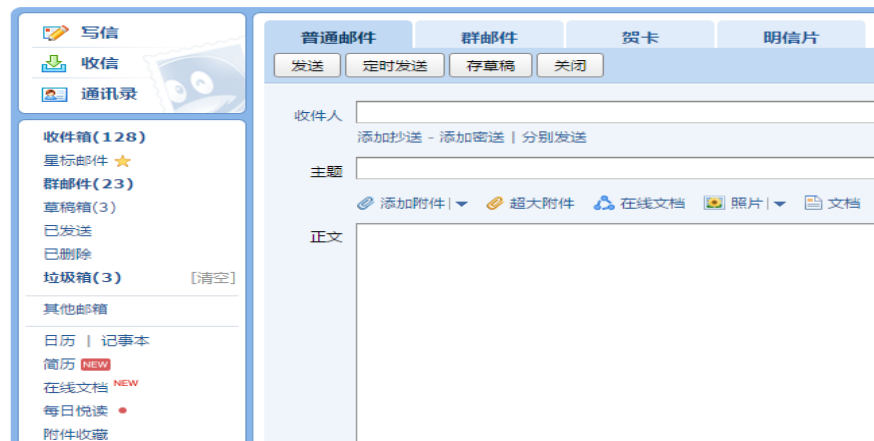 写信
收信
通讯录
收件箱(128)
星标邮件
群邮件(23)
草稿箱(3)
已发送
已删除
垃圾箱(3) [清空]
其他邮箱
日历 | 记事本
简历 NEW
在线文档 NEW
每日悦读
附件收藏
普通邮件 群邮件 贺卡 明信片
发送 定时发送 存草稿 关闭
收件人
添加抄送 - 添加密送 | 分别发送
主题
添加附件| 超大附件 在线文档 照片| 文档
正文